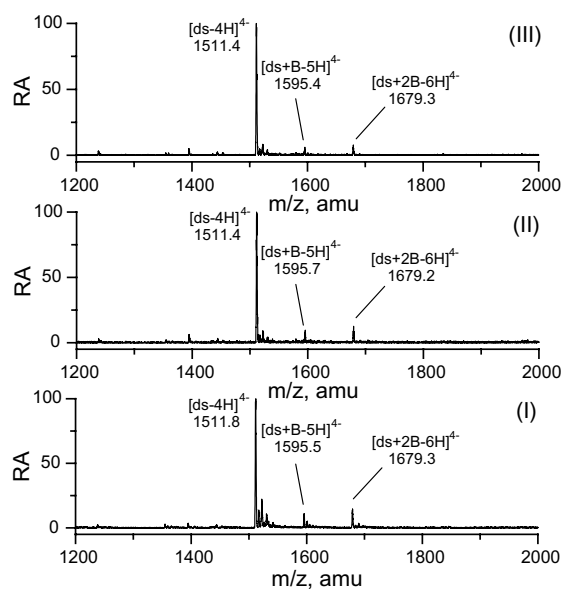 100
[ds-4H]4-
1511.4
(III)
[ds+B-5H]4-
1595.4
[ds+2B-6H]4-
1679.3
RA
50
0
1200 1400 1600 1800 2000
m/z, amu
100
[ds-4H]4-
1511.4
(II)
[ds+B-5H]4-
1595.7
[ds+2B-6H]4-
1679.2
RA
50
0
1200 1400 1600 1800 2000
m/z, amu
100
[ds-4H]4-
1511.8
(I)
[ds+B-5H]4-
1595.5
[ds+2B-6H]4-
1679.3
RA
50
0
1200 1400 1600 1800 2000
m/z, amu